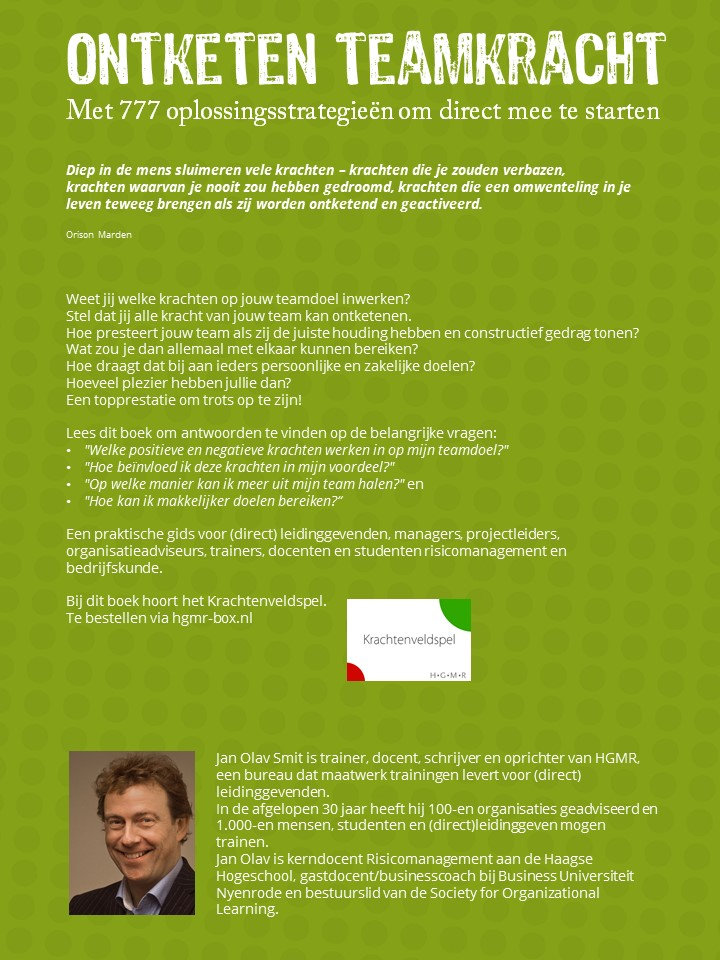 ONTKETEN TEAMKRACHT
Met 777 oplossingsstrategieën om direct mee te starten
Diep in de mens sluimeren vele krachten – krachten die je zouden verbazen,
krachten waarvan je nooit zou hebben gedroomd, krachten die een omwenteling in je
leven teweeg brengen als zij worden ontketend en geactiveerd.
Orison Marden
Weet jij welke krachten op jouw teamdoel inwerken?
Stel dat jij alle kracht van jouw team kan ontketenen.
Hoe presteert jouw team als zij de juiste houding hebben en constructief gedrag tonen?
Wat zou je dan allemaal met elkaar kunnen bereiken?
Hoe draagt dat bij aan ieders persoonlijke en zakelijke doelen?
Hoeveel plezier hebben jullie dan?
Een topprestatie om trots op te zijn!
Lees dit boek om antwoorden te vinden op de belangrijke vragen:
• "Welke positieve en negatieve krachten werken in op mijn teamdoel?"
• "Hoe beïnvloed ik deze krachten in mijn voordeel?"
• "Op welke manier kan ik meer uit mijn team halen?" en
• "Hoe kan ik makkelijker doelen bereiken?“
Een praktische gids voor (direct) leidinggevenden, managers, projectleiders,
organisatieadviseurs, trainers, docenten en studenten risicomanagement en
bedrijfskunde.
Bij dit boek hoort het Krachtenveldspel.
Te bestellen via hgmr-box.nl
Krachtenveldspel
H•G•M•R
Jan Olav Smit is trainer, docent, schrijver en oprichter van HGMR,
een bureau dat maatwerk trainingen levert voor (direct)
leidinggevenden.
In de afgelopen 30 jaar heeft hij 100-en organisaties geadviseerd en
1.000-en mensen, studenten en (direct)leidinggeven mogen
trainen.
Jan Olav is kerndocent Risicomanagement aan de Haagse
Hogeschool, gastdocent/businesscoach bij Business Universiteit
Nyenrode en bestuurslid van de Society for Organizational
Learning.